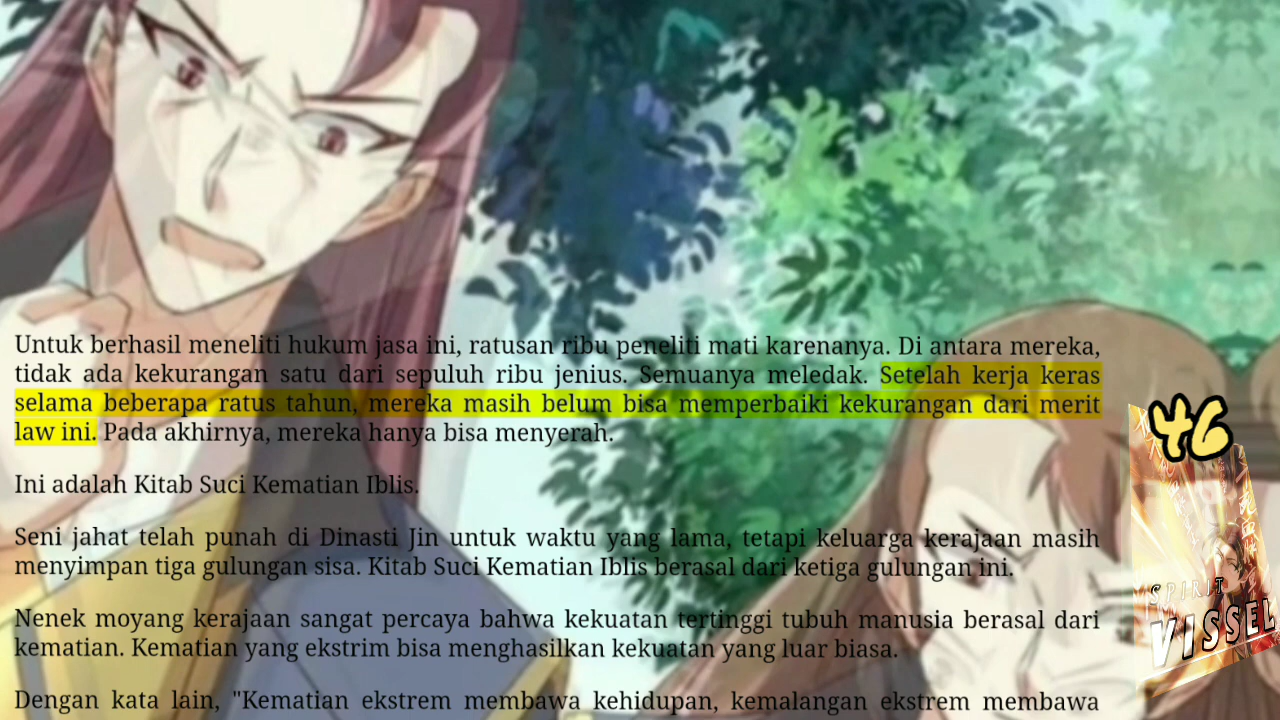 Untuk berhasil meneliti hukum jasa ini, ratusan ribu peneliti mati karenanya. Di antara mereka,
tidak ada kekurangan satu dari sepuluh ribu jenius. Semuanya meledak. Setelah kerja keras
selama beberapa ratus tahun, mereka masih belum bisa memperbaiki kekurangan dari merit
law ini. Pada akhirnya, mereka hanya bisa menyerah.
Ini adalah Kitab Suci Kematian Iblis.
Seni jahat telah punah di Dinasti Jin untuk waktu yang lama, tetapi keluarga kerajaan masih
menyimpan tiga gulungan sisa. Kitab Suci Kematian Iblis berasal dari ketiga gulungan ini.
Nenek moyang kerajaan sangat percaya bahwa kekuatan tertinggi tubuh manusia berasal dari
kematian. Kematian yang ekstrim bisa menghasilkan kekuatan yang luar biasa.
Dengan kata lain, "Kematian ekstrem membawa kehidupan, kemalangan ekstrem membawa
46
SPIRIT
VISSEL